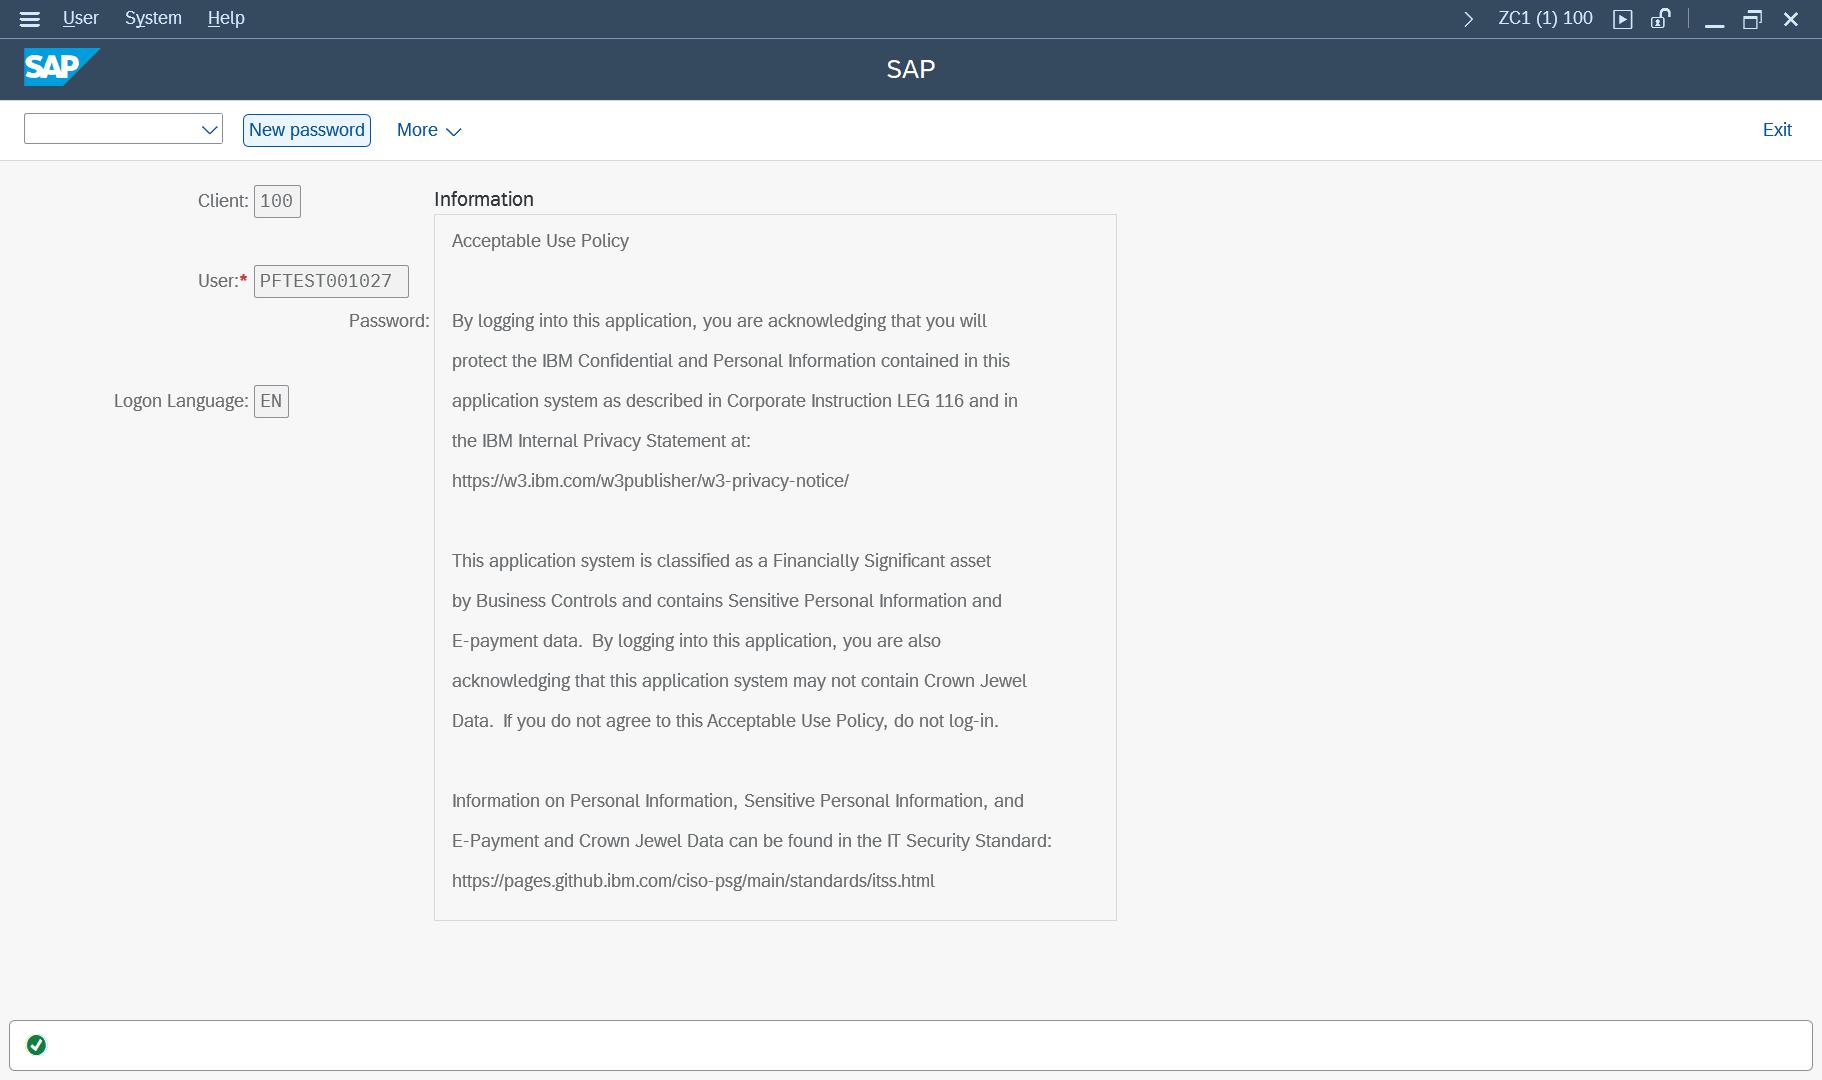 User System Help
ZC1 (1) 100
SAP
SAP
New password More
Exit
Client: 100
User:* PFTEST001027
Password:
Logon Language: EN
Information
Acceptable Use Policy
By logging into this application, you are acknowledging that you will
protect the IBM Confidential and Personal Information contained in this
application system as described in Corporate Instruction LEG 116 and in
the IBM Internal Privacy Statement at:
https://w3.ibm.com/w3publisher/w3-privacy-notice/
This application system is classified as a Financially Significant asset
by Business Controls and contains Sensitive Personal Information and
E-payment data.  By logging into this application, you are also
acknowledging that this application system may not contain Crown Jewel
Data.  If you do not agree to this Acceptable Use Policy, do not log-in.
Information on Personal Information, Sensitive Personal Information, and
E-Payment and Crown Jewel Data can be found in the IT Security Standard:
https://pages.github.ibm.com/ciso-psg/main/standards/itss.html